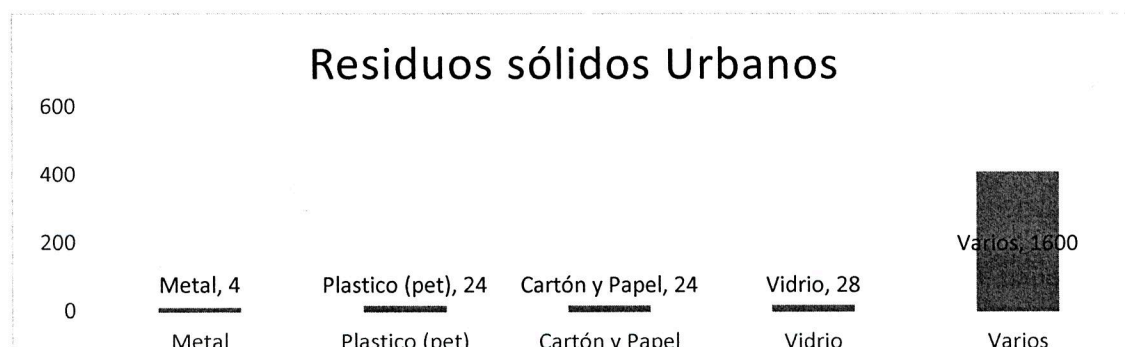 Residuos sólidos Urbanos
600
400
200
0
Metal, 4
Plastico (pet), 24
Cartón y Papel, 24
Vidrio, 28
Varios, 1600
Metal
Plastico (pet)
Cartón y Papel
Vidrio
Varios